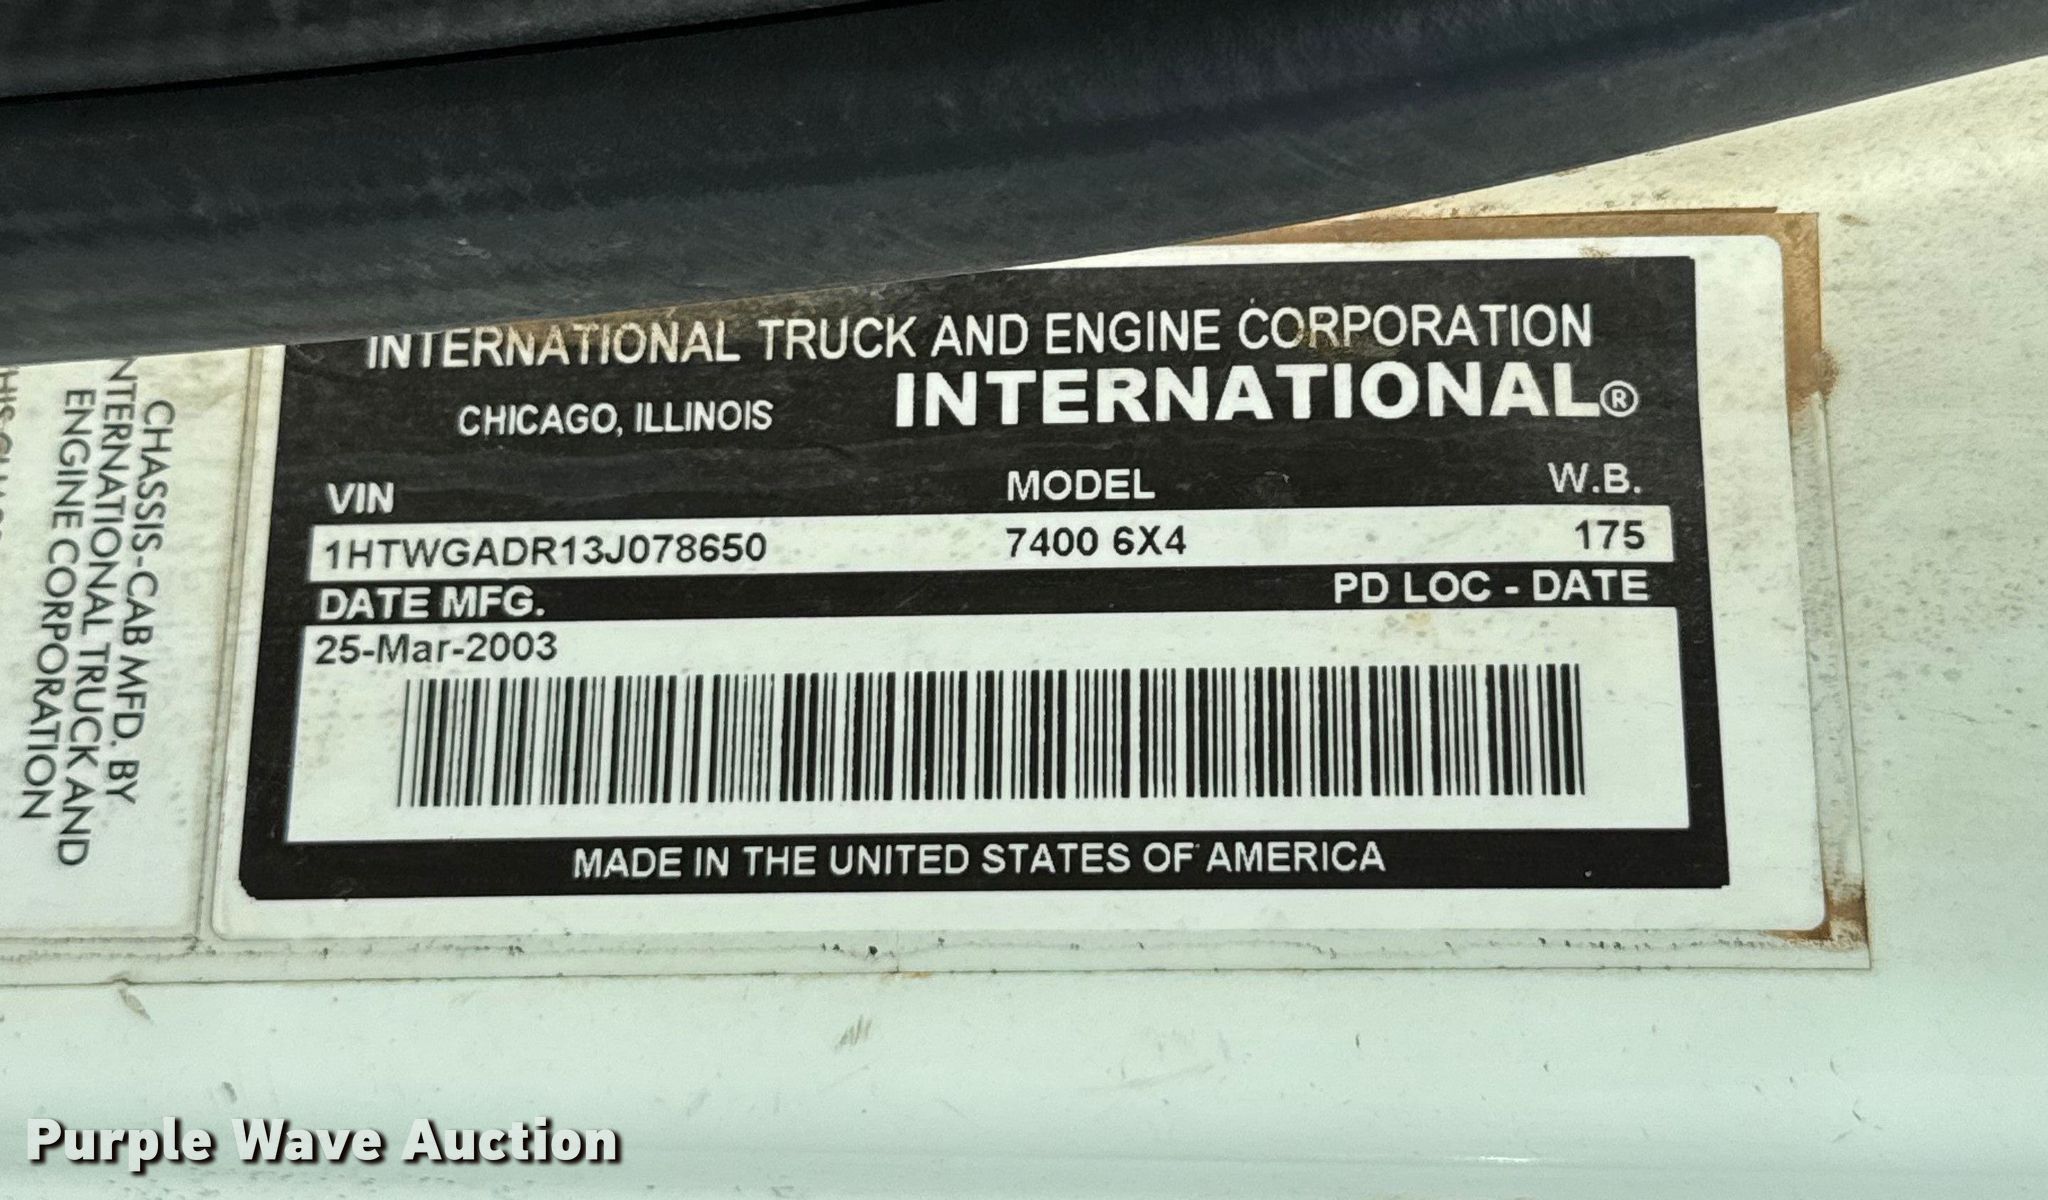 INTERNATIONAL TRUCK AND ENGINE CORPORATION
CHICAGO, ILLINOIS
INTERNATIONAL®
VIN MODEL W.B.
1HTWGADR13J078650 7400 6X4 175
DATE MFG. PD LOC - DATE
25-Mar-2003
MADE IN THE UNITED STATES OF AMERICA
CHASSIS-CAB MFD. BY
NTERNATIONAL TRUCK AND
ENGINE CORPORATION
Purple Wave Auction